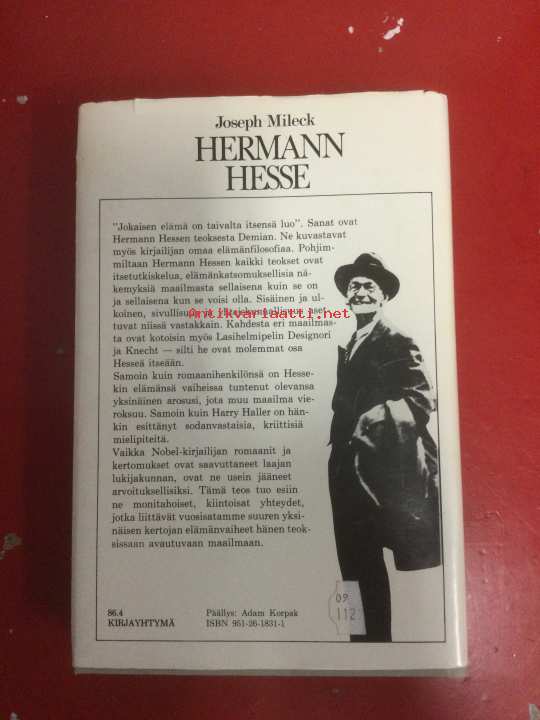 Joseph Mileck
HERMANN
HESSE
"Jokaisen elämä on taivalta itsensä luo". Sanat ovat
Hermann Hessen teoksesta Demian. Ne kuvastavat
myös kirjailijan omaa elämänfilosofiaa. Pohjim-
miltaan Hermann Hessen kaikki teokset ovat
itsetutkiskelua, elämänkatsomuksellisia nä-
kemyksiä maailmasta sellaisena kuin se on
ja sellaisena kun se voisi olla. Sisäinen ja ul-
koinen, sivullisuus ja yhteiskunnallisuus aset-
antikvariaatti.net
tuvat niissä vastakkain. Kahdesta eri maailmas-
ta ovat kotoisin myös Lasihelmipelin Designori
ja Knecht — silti he ovat molemmat osa
Hesseä itseään.
Samoin kuin romaanihenkilönsä on Hesse-
kin elämänsä vaiheissa tuntenut olevansa
yksinäinen arosusi, jota muu maailma vie-
roksuu. Samoin kuin Harry Haller on hän-
kin esittänyt sodanvastaisia, kriittisiä
mielipiteitä.
Vaikka Nobel-kirjailijan romaanit ja
kertomukset ovat saavuttaneet laajan
lukijakunnan, ovat ne usein jääneet
arvoituksellisiksi. Tämä teos tuo esiin
ne monitahoiset, kiintoisat yhteydet,
jotka liittävät vuosisatamme suuren yksi-
näisen kertojan elämänvaiheet hänen teok-
sissaan avautuvaan maailmaan.
86.4 Päällys: Adam Korpak
KIRJAYHTYMÄ ISBN 951-26-1831-1
09
112